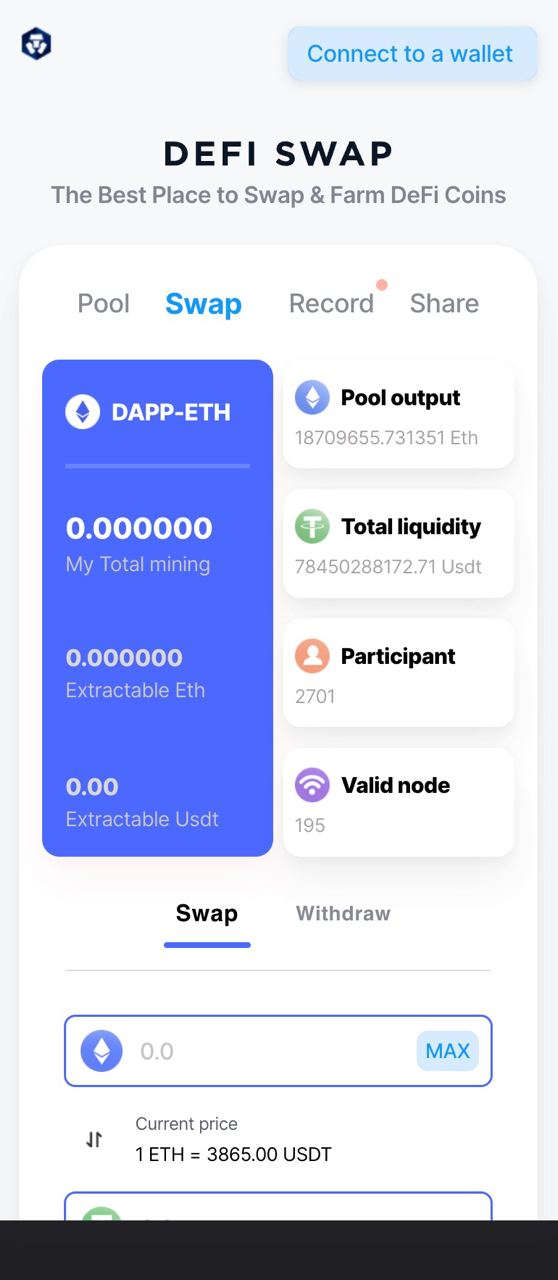 Connect to a wallet
DEFI SWAP
The Best Place to Swap & Farm DeFi Coins
Pool Swap Record Share
DAPP-ETH
0.000000
My Total mining
0.000000
Extractable Eth
0.00
Extractable Usdt
Pool output
18709655.731351 Eth
Total liquidity
78450288172.71 Usdt
Participant
2701
Valid node
195
Swap Withdraw
0.0 MAX
Current price
1 ETH = 3865.00 USDT